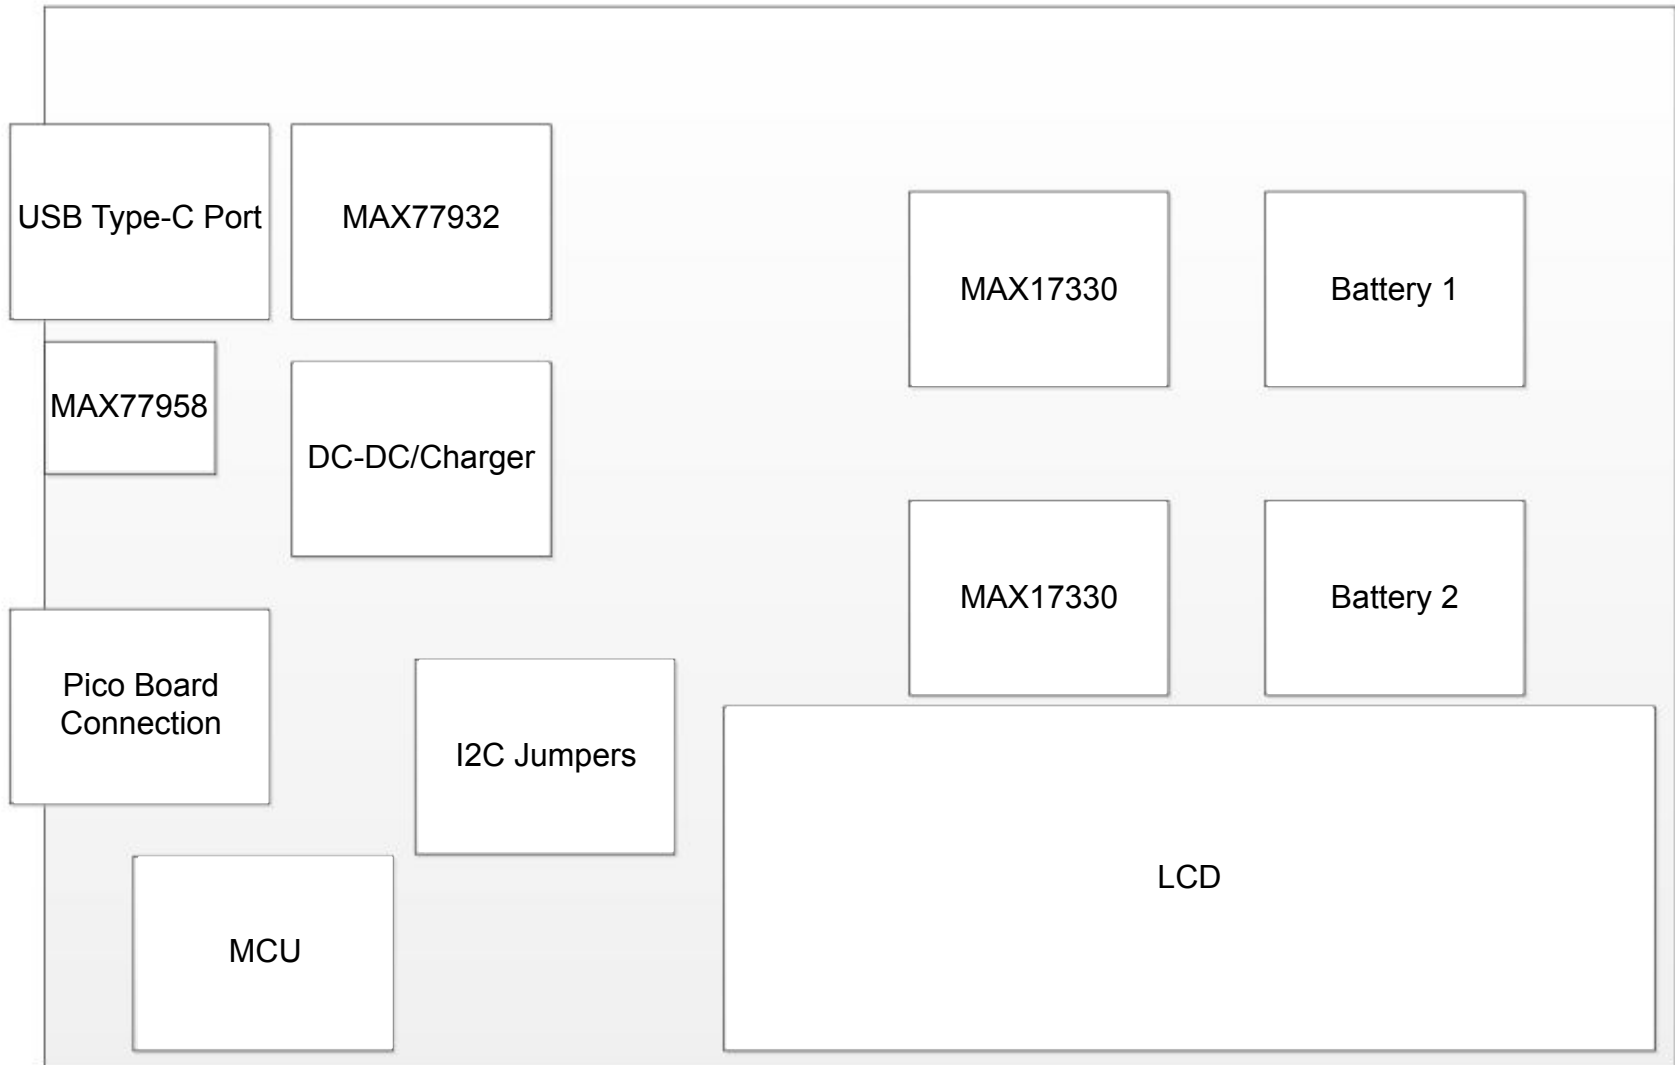 USB Type-C Port
MAX77932
MAX17330
Battery 1
MAX77958
DC-DC/Charger
MAX17330
Battery 2
Pico Board
Connection
I2C Jumpers
LCD
MCU